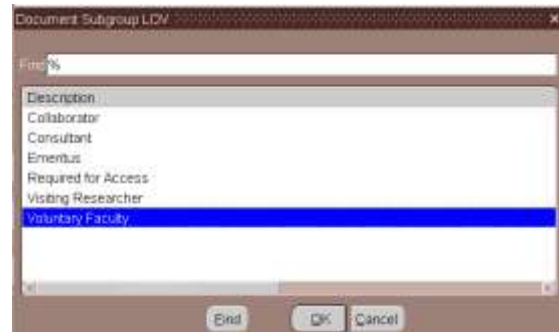 Document Subgroup LOV
Find %
Description
Collaborator
Consultant
Emeritus
Required for Access
Visiting Researcher
Voluntary Faculty
Find OK Cancel